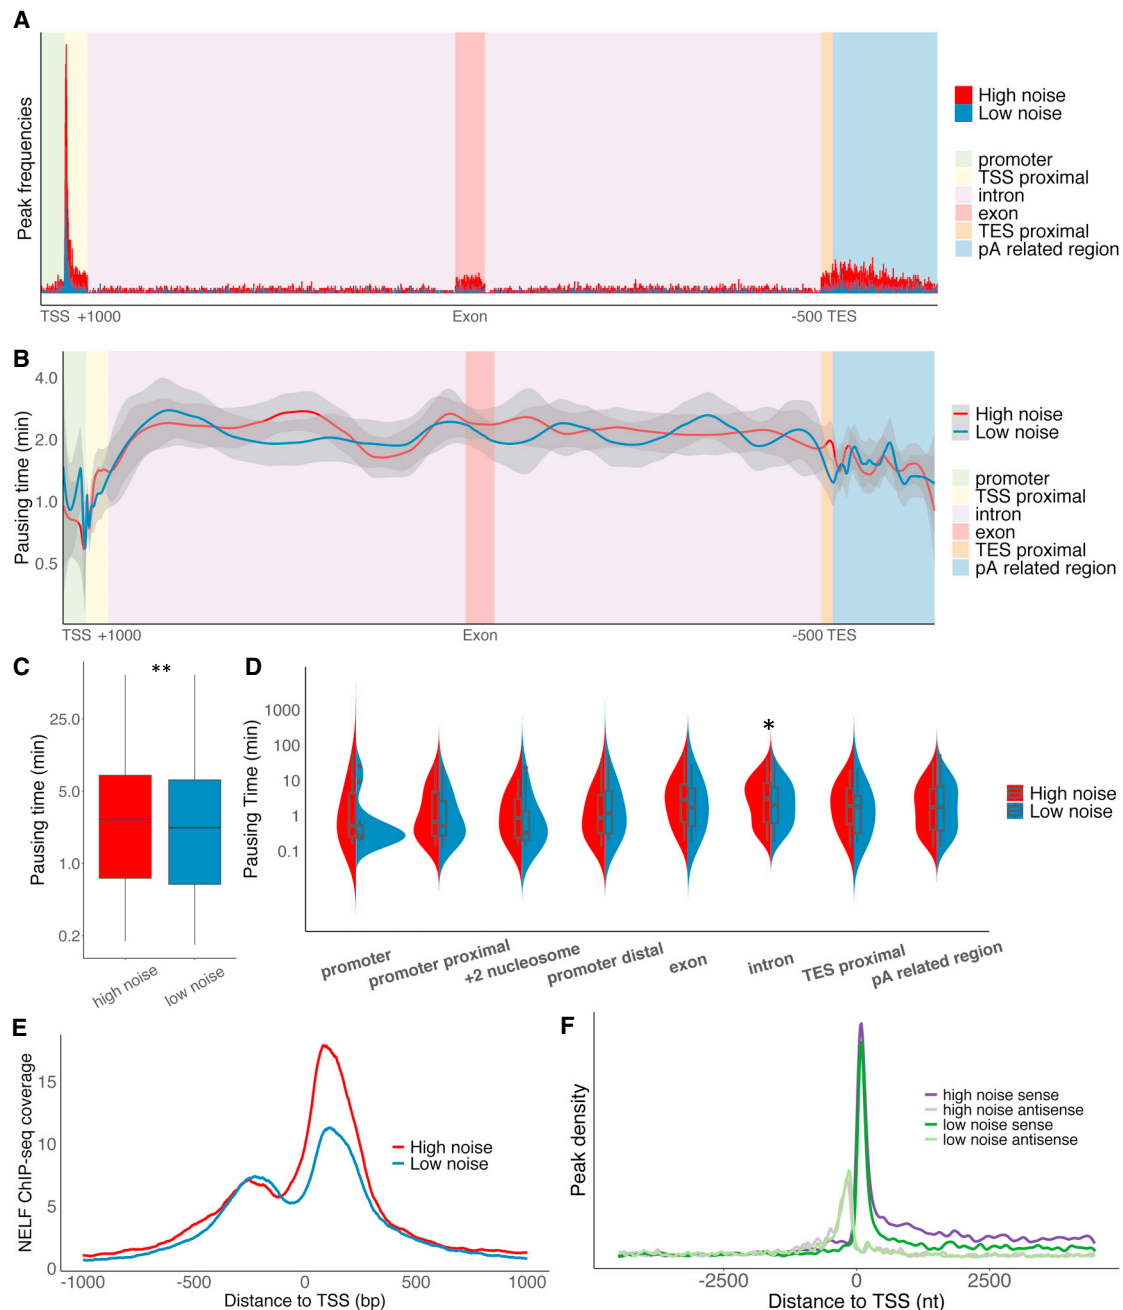 A
Peak frequencies
High noise
Low noise
promoter
TSS proximal
intron
exon
TES proximal
pA related region
TSS +1000
Exon
-500 TES
B
Pausing time (min)
4.0
2.0
1.0
0.5
High noise
Low noise
promoter
TSS proximal
intron
exon
TES proximal
pA related region
TSS +1000
Exon
-500 TES
C
Pausing time (min)
25.0
5.0
1.0
0.2
**
high noise
low noise
D
Pausing Time (min)
1000
100
10
1
0.1
*
High noise
Low noise
promoter
promoter proximal
+2 nucleosome
promoter distal
exon
intron
TES proximal
pA related region
E
NELF ChIP-seq coverage
15
10
5
0
High noise
Low noise
-1000
-500
0
500
1000
Distance to TSS (bp)
F
Peak density
high noise sense
high noise antisense
low noise sense
low noise antisense
-2500
0
2500
Distance to TSS (nt)